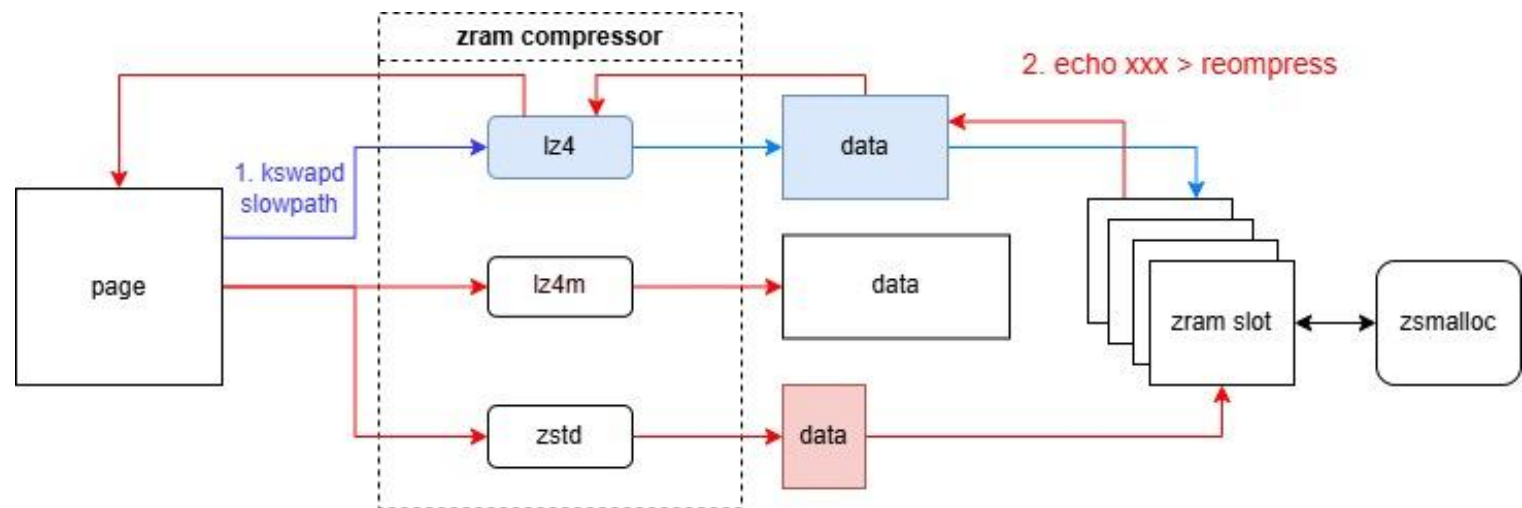 zram compressor
2. echo xxx > reompress
lz4
data
1. kswapd
slowpath
page
lz4m
data
zram slot
zsmalloc
zstd
data